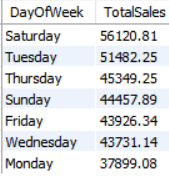 DayOfWeek TotalSales
Saturday 56120.81
Tuesday 51482.25
Thursday 45349.25
Sunday 44457.89
Friday 43926.34
Wednesday 43731.14
Monday 37899.08